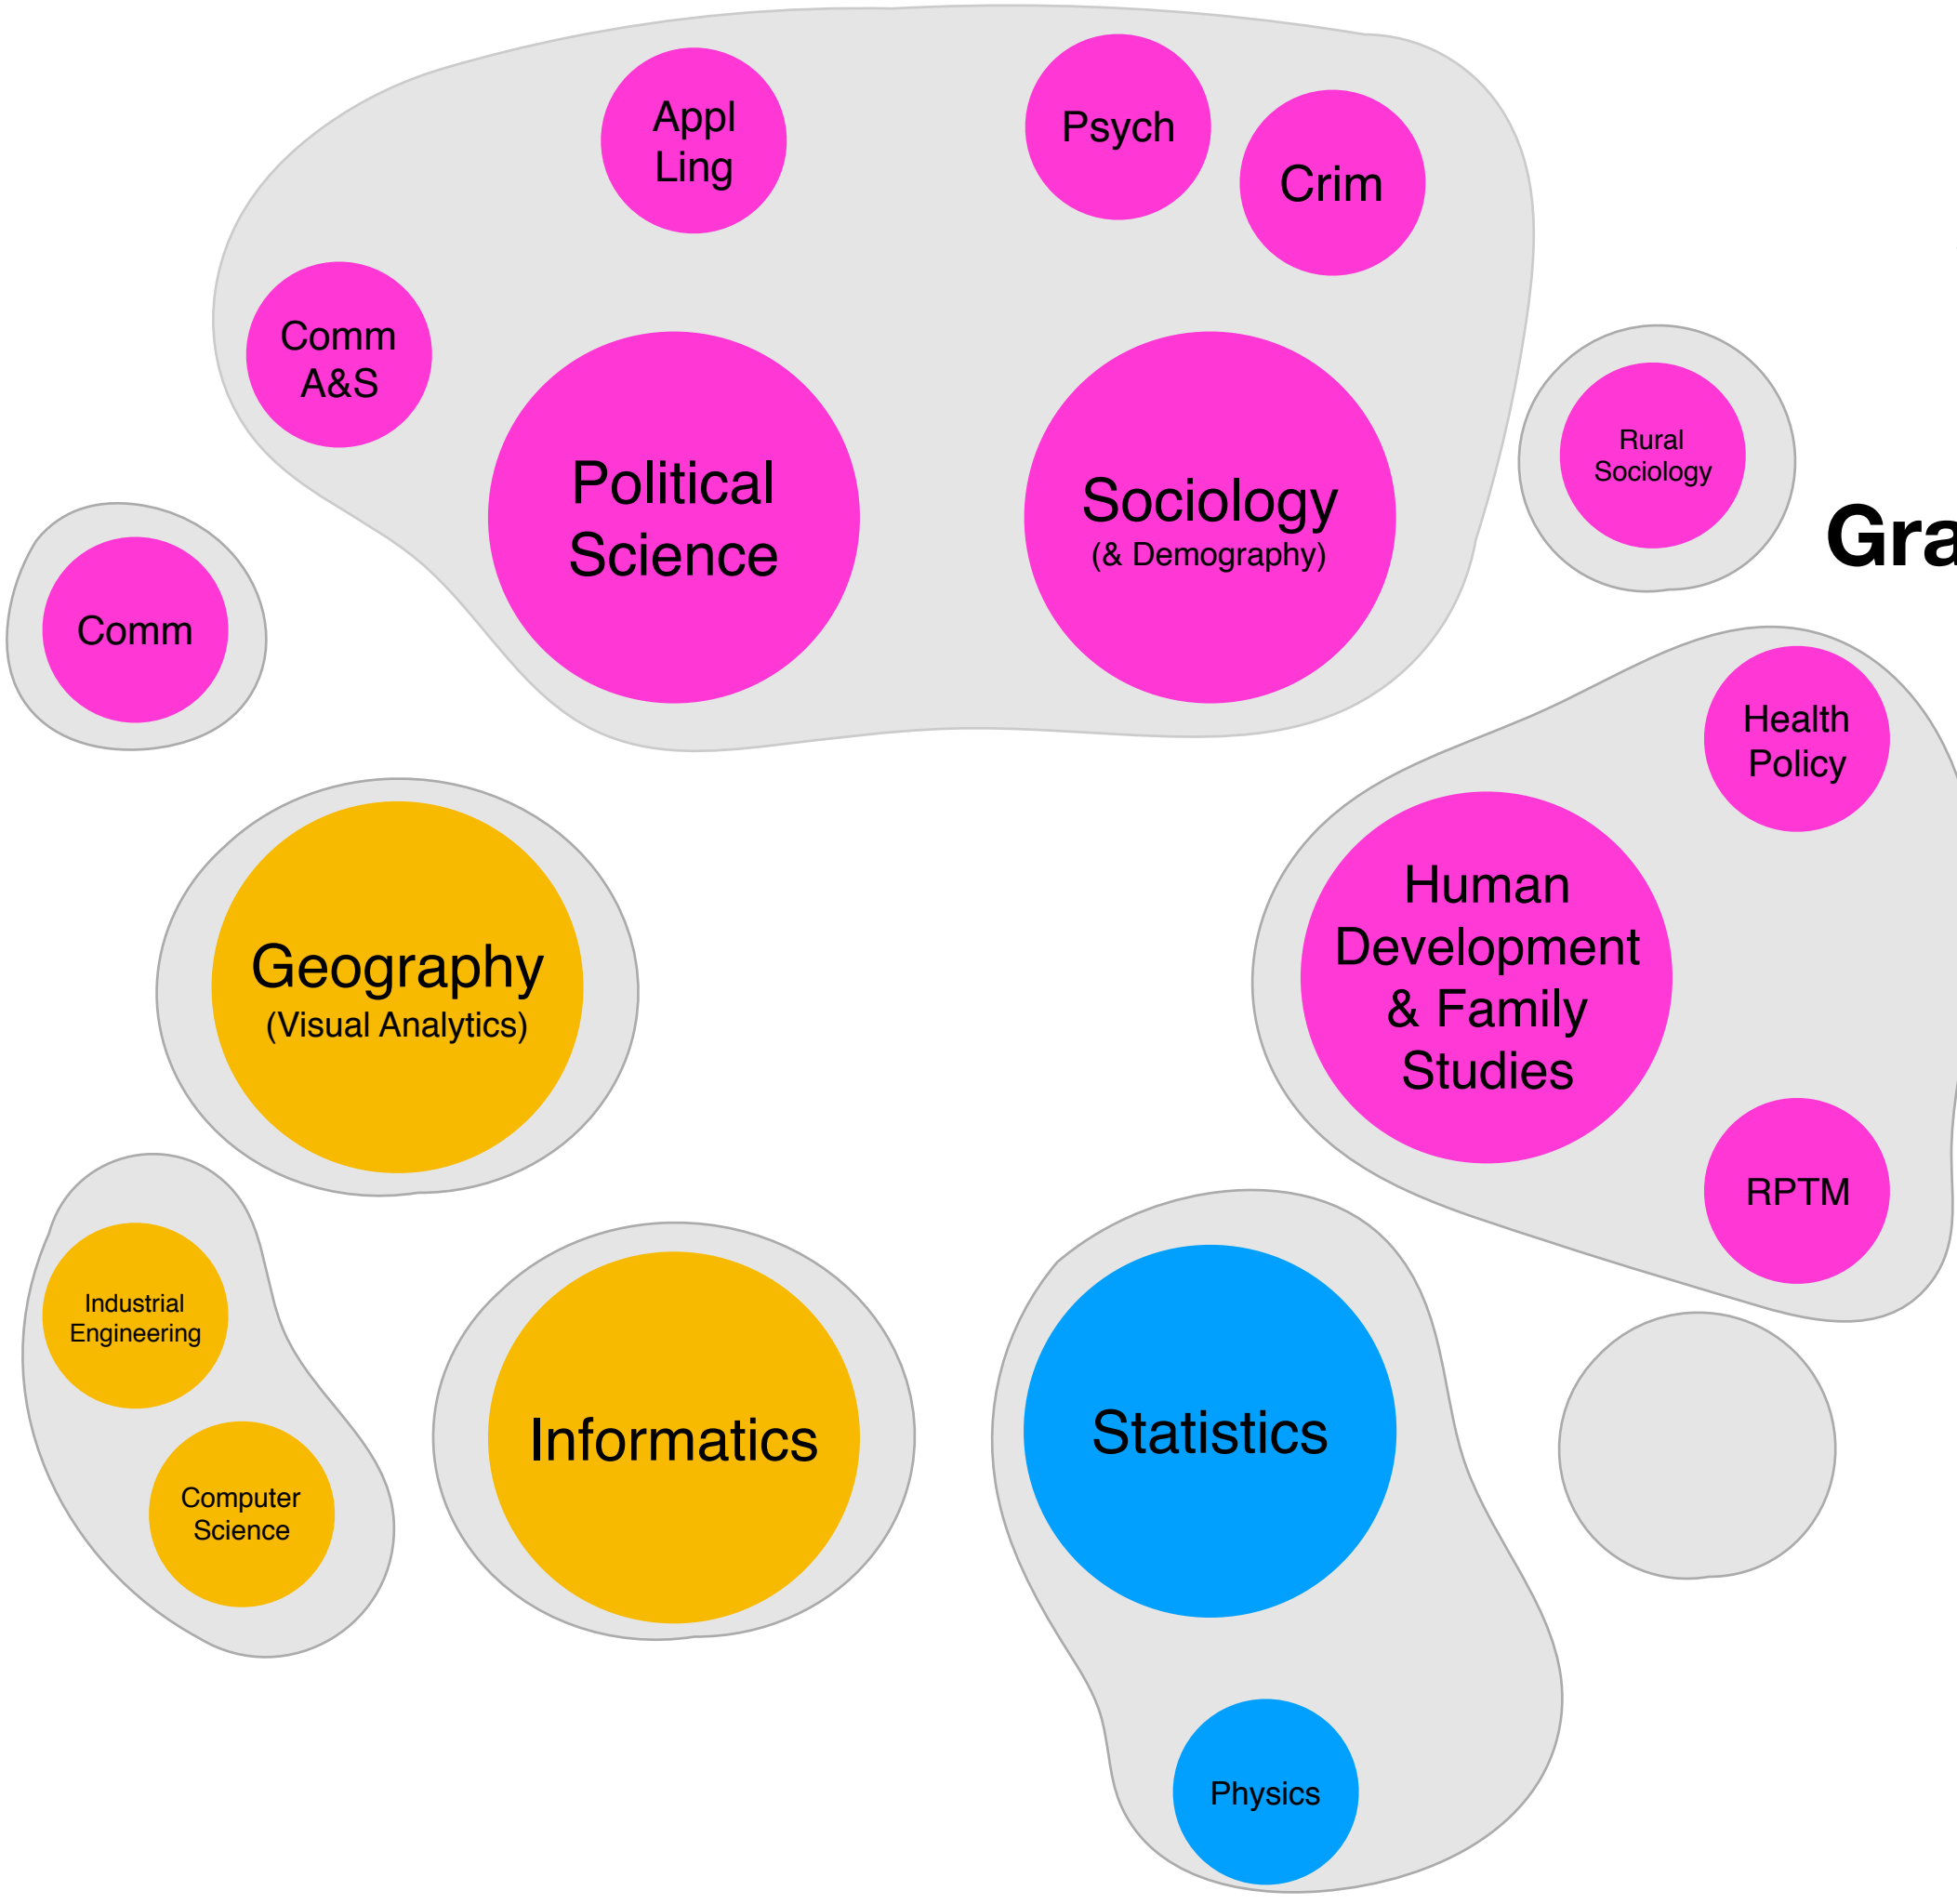 Appl
Ling
Psych
Crim
Comm
A&S
Political
Science
Sociology
(& Demography)
Rural
Sociology
Gra
Comm
Health
Policy
Human
Development
& Family
Studies
Geography
(Visual Analytics)
RPTM
Industrial
Engineering
Informatics
Statistics
Computer
Science
Physics